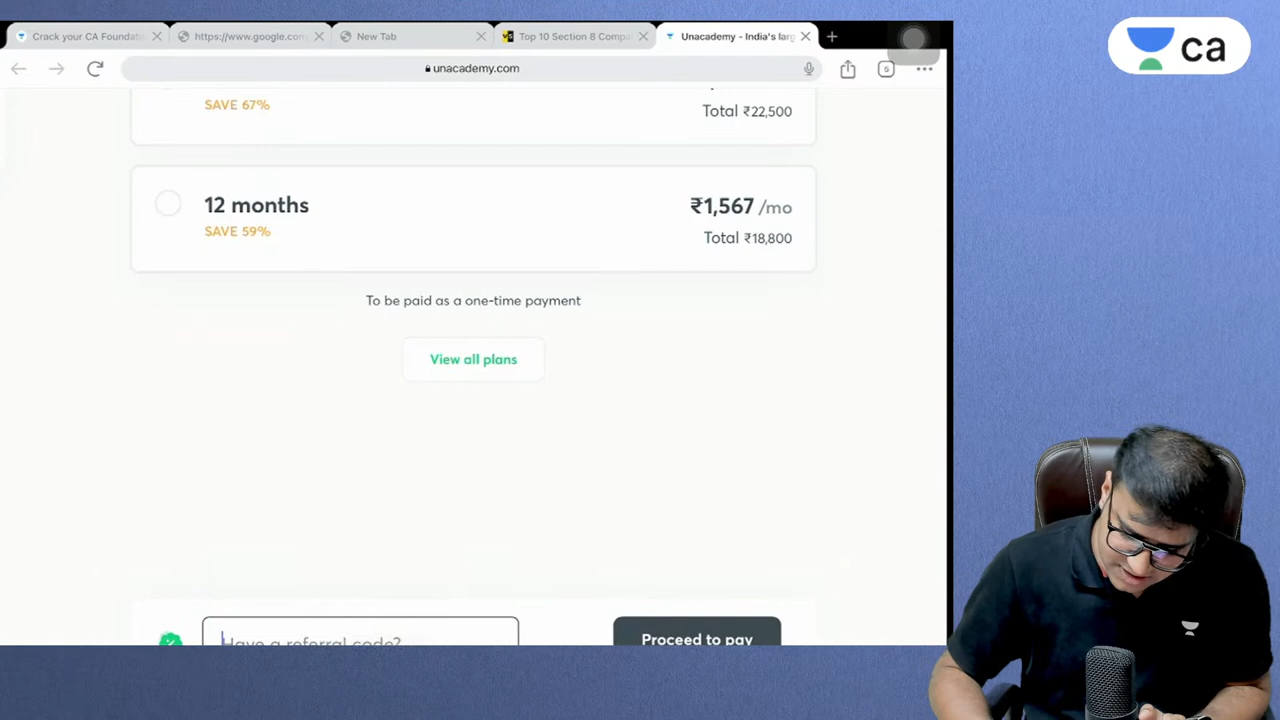 Crack your CA Foundati
https://www.google.com
New Tab
Top 10 Section 8 Compa
Unacademy - India's larg
unacademy.com
6
ca
SAVE 67%
Total ₹22,500
12 months
₹1,567 /mo
SAVE 59%
Total ₹18,800
To be paid as a one-time payment
View all plans
Have a referral code?
Proceed to pay